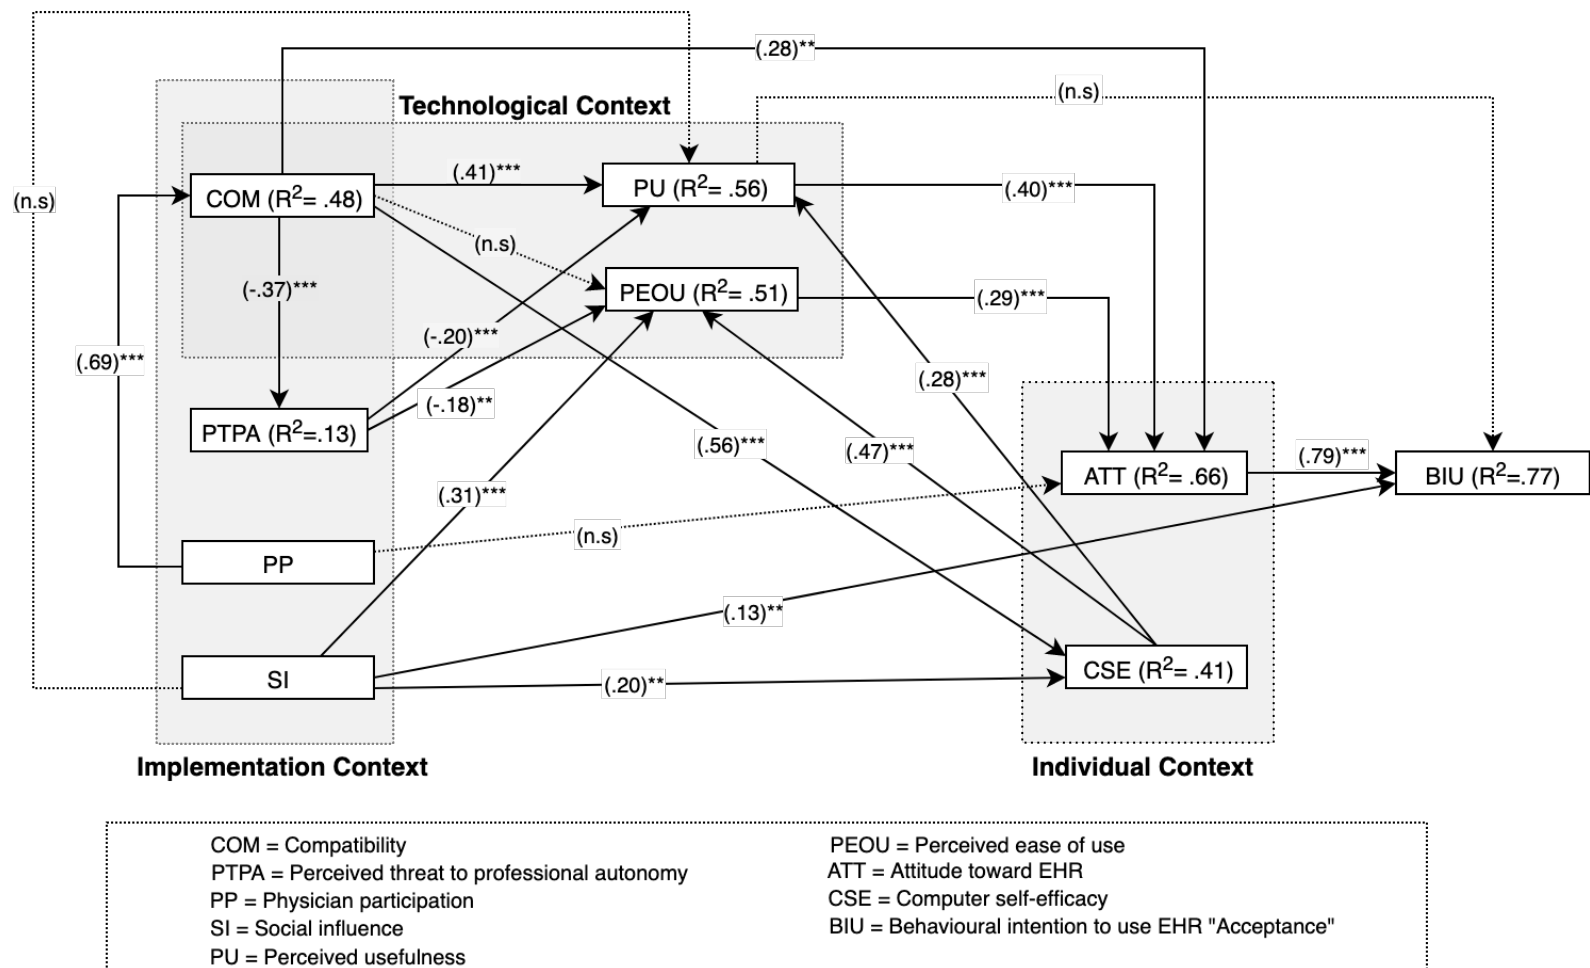 (.28)**
(n.s)
Technological Context
(.41)***
PU (R2= .56)
(.40)***
COM (R2= .48)
(n.s)
(n.s)
(-.37)***
PEOU (R2= .51)
(.29)***
(-.20)***
(.69)***
(.28)***
(-.18)**
PTPA (R2=.13)
(.56)***
(.47)***
(.79)***
ATT (R2= .66)
BIU (R2=.77)
(.31)***
(n.s)
PP
(.13)**
CSE (R2= .41)
SI
(.20)**
Implementation Context
Individual Context
COM = Compatibility
PTPA = Perceived threat to professional autonomy
PP = Physician participation
SI = Social influence
PU = Perceived usefulness
PEOU = Perceived ease of use
ATT = Attitude toward EHR
CSE = Computer self-efficacy
BIU = Behavioural intention to use EHR "Acceptance"